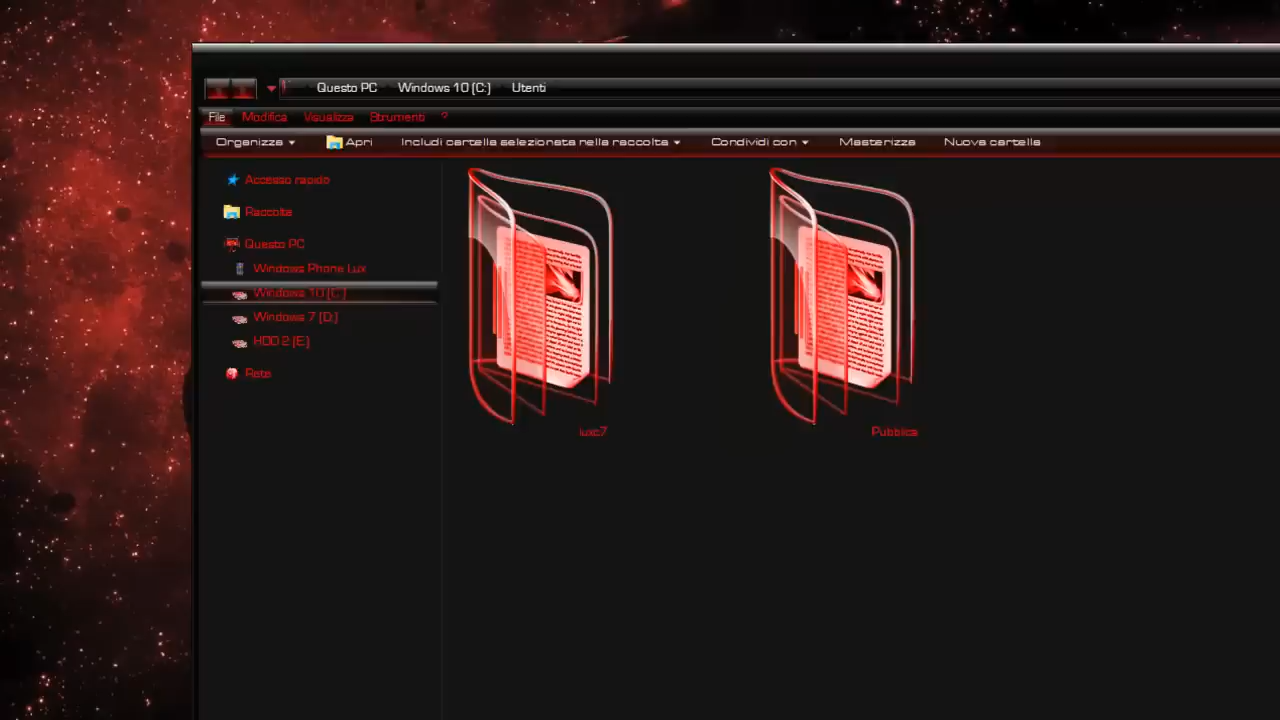 Questo PC Windows 10 (C:) Utenti
File Modifica Visualizza Strumenti ?
Organizza Apri Includi cartella selezionata nella raccolta Condividi con Masterizza Nuova cartella
Accesso rapido
Raccolte
Questo PC
Windows Phone Lux
Windows 10 (C:)
Windows 7 (D:)
HDD 2 (E:)
Rete
luxc7
Pubblica